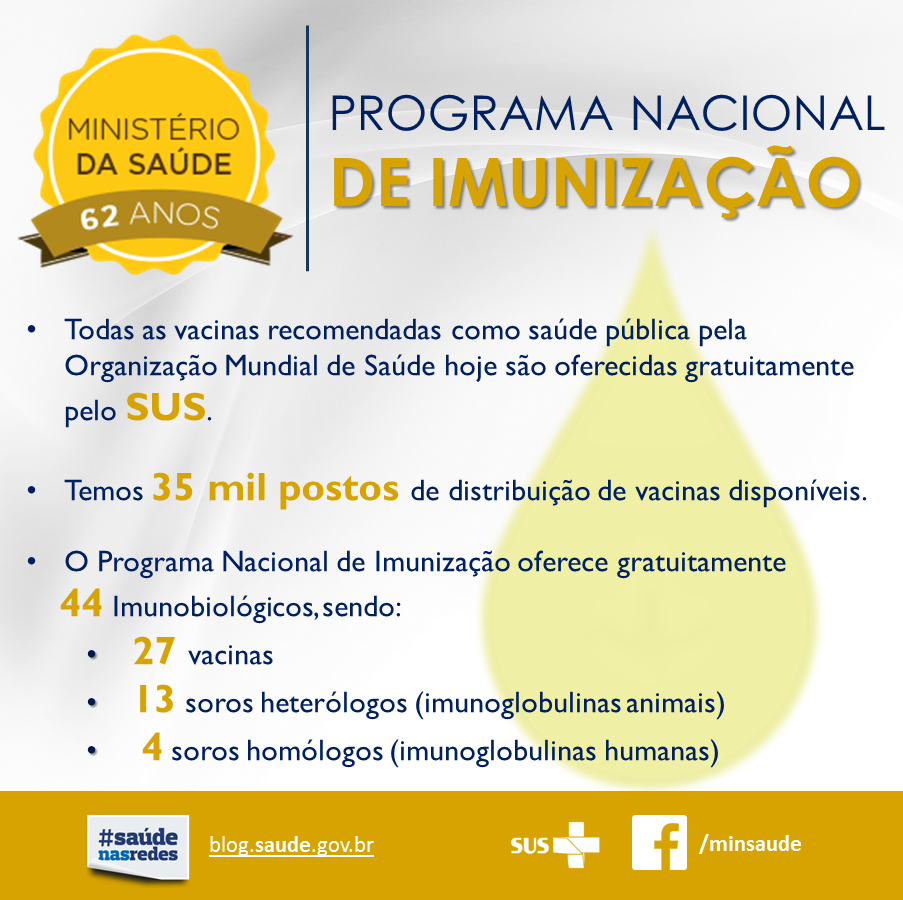 MINISTÉRIO
DA SAÚDE
62 ANOS
PROGRAMA NACIONAL
DE IMUNIZAÇÃO
• Todas as vacinas recomendadas como saúde pública pela
Organização Mundial de Saúde hoje são oferecidas gratuitamente
pelo SUS.
• Temos 35 mil postos de distribuição de vacinas disponíveis.
• O Programa Nacional de Imunização oferece gratuitamente
44 Imunobiológicos, sendo:
• 27 vacinas
• 13 soros heterólogos (imunoglobulinas animais)
• 4 soros homólogos (imunoglobulinas humanas)
#saúde
nasredes
blog.saude.gov.br
SUS
f /minsaude